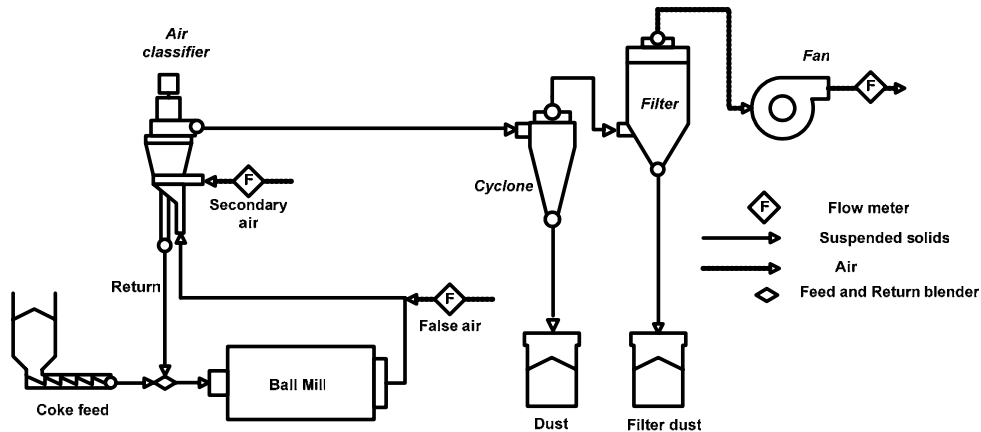 Air
classifier
Fan
F
Filter
F
Secondary
air
Cyclone
F
Flow meter
Suspended solids
Air
Feed and Return blender
Return
F
False air
Ball Mill
Coke feed
Dust
Filter dust